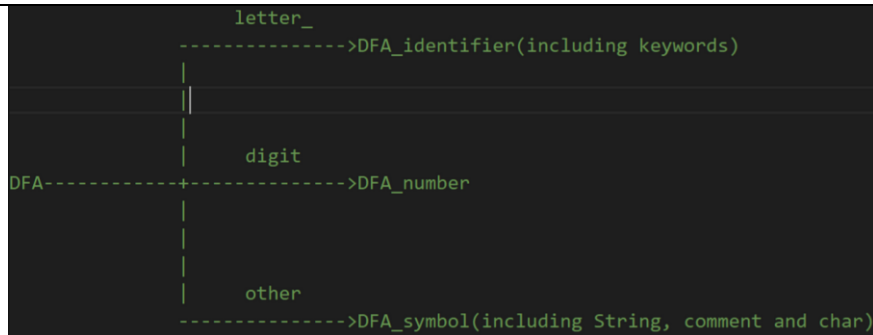 letter_
--------------->DFA_identifier(including keywords)
|
|
|
| digit
DFA------------+-------------->DFA_number
|
|
|
| other
--------------->DFA_symbol(including String, comment and char)